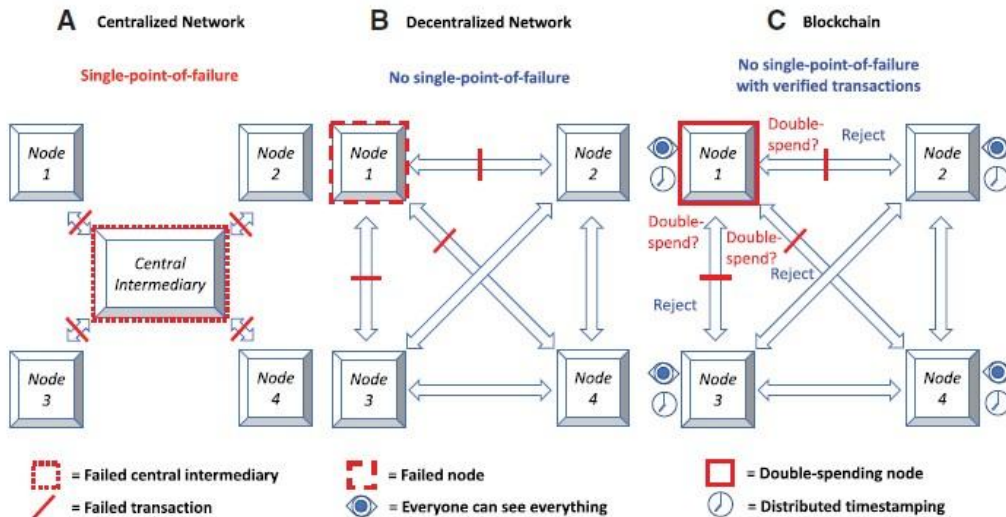 A Centralized Network
Single-point-of-failure
Node
1
Node
2
Central
Intermediary
Node
3
Node
4
B Decentralized Network
No single-point-of-failure
Node
1
Node
2
Node
3
Node
4
C Blockchain
No single-point-of-failure
with verified transactions
Node
1
Double-
spend?
Reject
Node
2
Double-
spend?
Double-
spend?
Reject
Reject
Node
3
Node
4
= Failed central intermediary
= Failed transaction
= Failed node
= Everyone can see everything
= Double-spending node
= Distributed timestamping